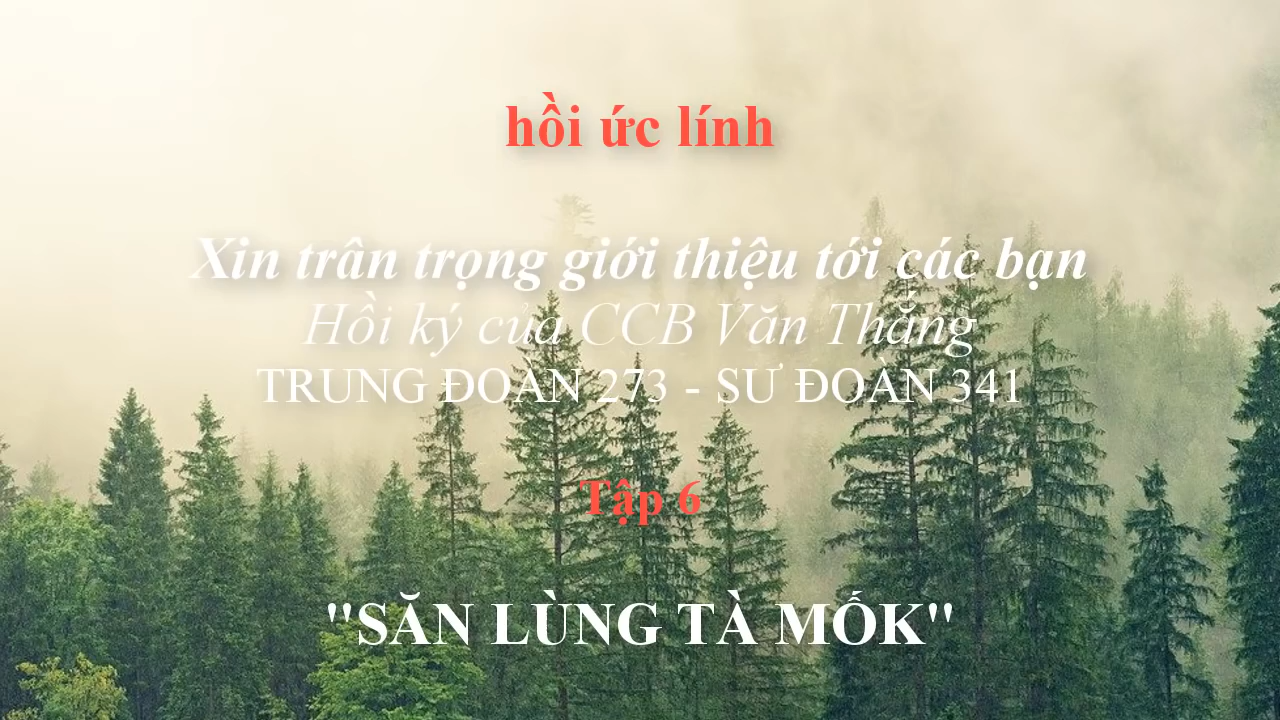 hồi ức lính
Xin trân trọng giới thiệu tới các bạn
Hồi ký của CCB Văn Thắng
TRUNG ĐOÀN 273 - SƯ ĐOÀN 341
Tập 6
"SĂN LÙNG TÀ MỐK"